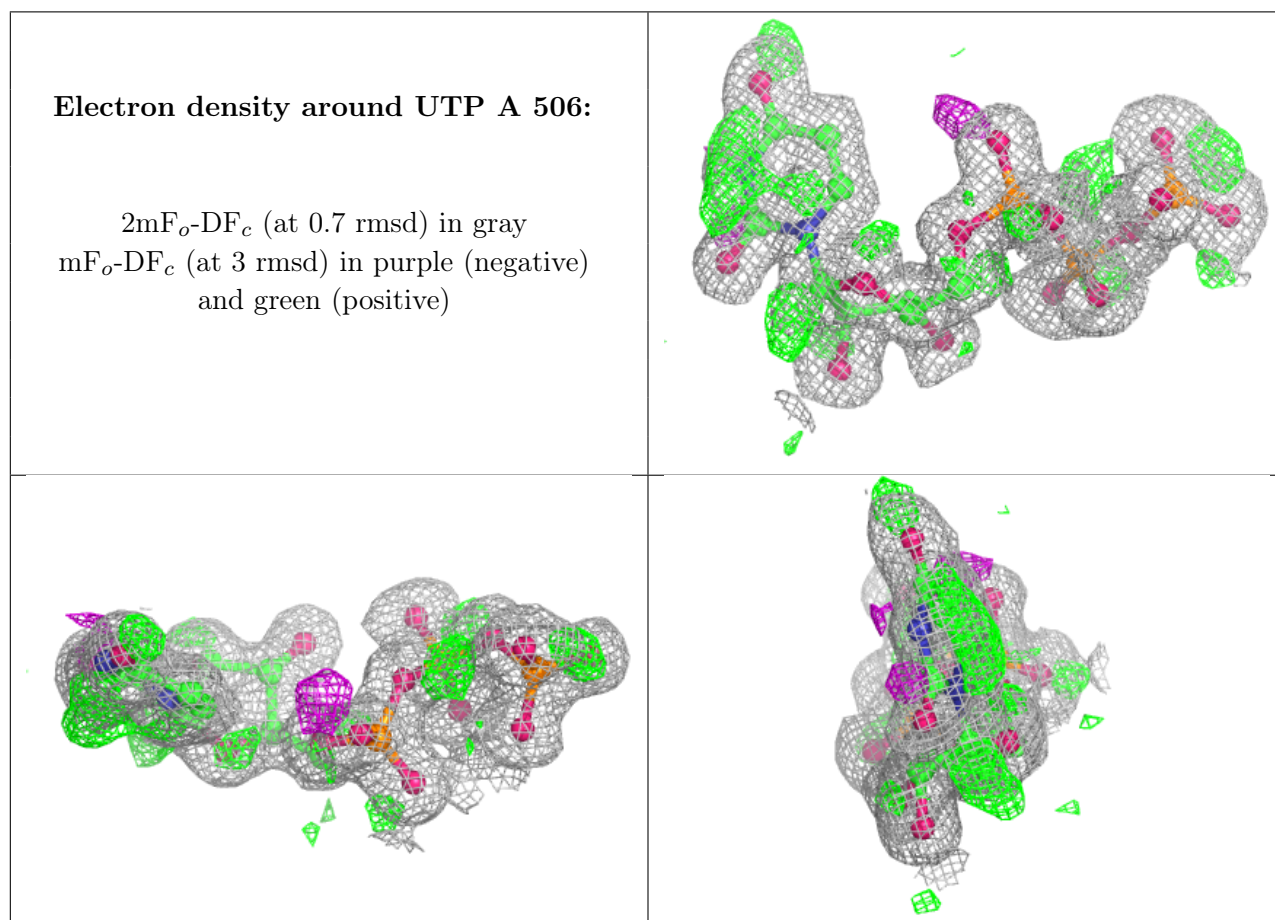 Electron density around UTP A 506:
2mFo-DFc (at 0.7 rmsd) in gray
mFo-DFc (at 3 rmsd) in purple (negative)
and green (positive)